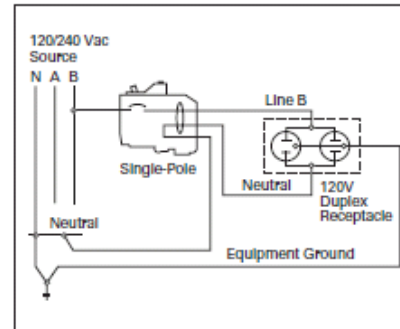 120/240 Vac
Source
N A B
Line B
Single-Pole
Neutral
120V
Duplex
Receptacle
Neutral
Equipment Ground